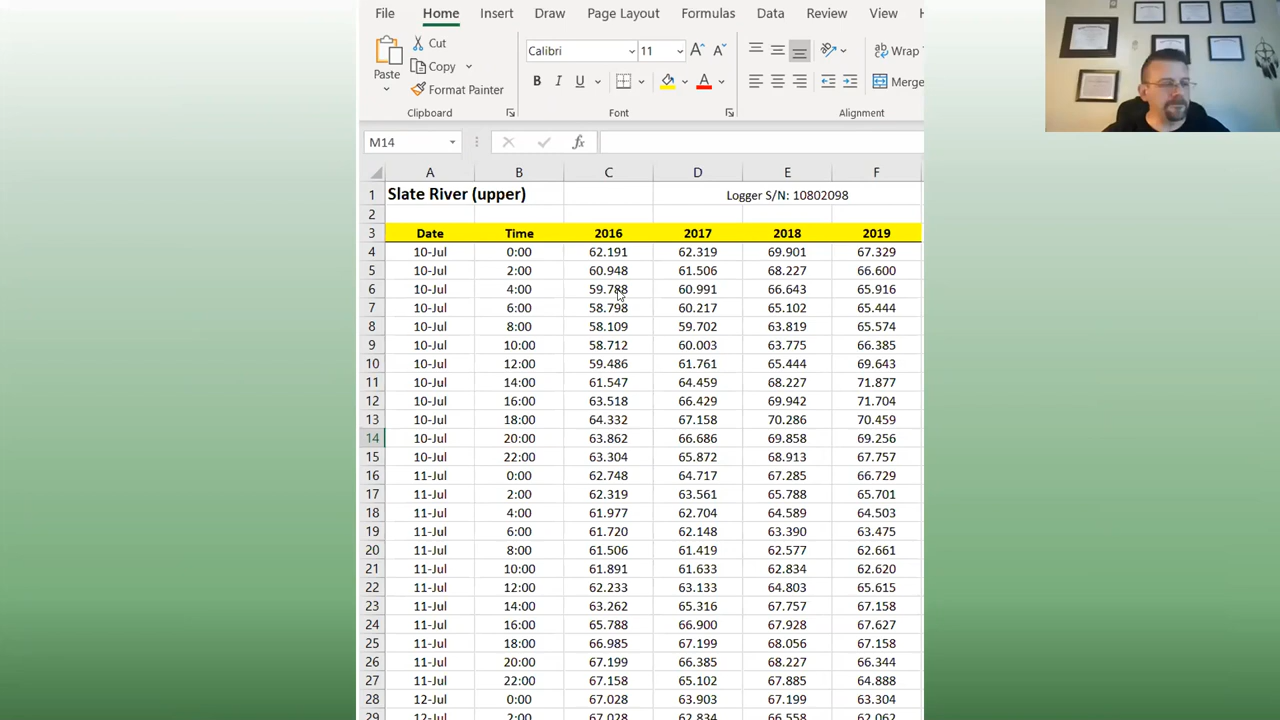 File Home Insert Draw Page Layout Formulas Data Review View H
Cut
Copy
Format Painter
Paste
Calibri 11
B I U
Wrap
Merge
Clipboard Font Alignment
M14 fx
A B C D E F
1 Slate River (upper) Logger S/N: 10802098
2
3 Date Time 2016 2017 2018 2019
4 10-Jul 0:00 62.191 62.319 69.901 67.329
5 10-Jul 2:00 60.948 61.506 68.227 66.600
6 10-Jul 4:00 59.788 60.991 66.643 65.916
7 10-Jul 6:00 58.798 60.217 65.102 65.444
8 10-Jul 8:00 58.109 59.702 63.819 65.574
9 10-Jul 10:00 58.712 60.003 63.775 66.385
10 10-Jul 12:00 59.486 61.761 65.444 69.643
11 10-Jul 14:00 61.547 64.459 68.227 71.877
12 10-Jul 16:00 63.518 66.429 69.942 71.704
13 10-Jul 18:00 64.332 67.158 70.286 70.459
14 10-Jul 20:00 63.862 66.686 69.858 69.256
15 10-Jul 22:00 63.304 65.872 68.913 67.757
16 11-Jul 0:00 62.748 64.717 67.285 66.729
17 11-Jul 2:00 62.319 63.561 65.788 65.701
18 11-Jul 4:00 61.977 62.704 64.589 64.503
19 11-Jul 6:00 61.720 62.148 63.390 63.475
20 11-Jul 8:00 61.506 61.419 62.577 62.661
21 11-Jul 10:00 61.891 61.633 62.834 62.620
22 11-Jul 12:00 62.233 63.133 64.803 65.615
23 11-Jul 14:00 63.262 65.316 67.757 67.158
24 11-Jul 16:00 65.788 66.900 67.928 67.627
25 11-Jul 18:00 66.985 67.199 68.056 67.158
26 11-Jul 20:00 67.199 66.385 68.227 66.344
27 11-Jul 22:00 67.158 65.102 67.885 64.888
28 12-Jul 0:00 67.028 63.903 67.199 63.304
29 12-Jul 2:00 67.028 62.834 66.558 62.062